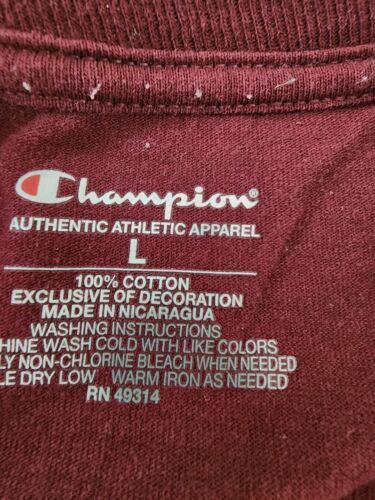 Champion®
AUTHENTIC ATHLETIC APPAREL
L
100% COTTON
EXCLUSIVE OF DECORATION
MADE IN NICARAGUA
WASHING INSTRUCTIONS
HINE WASH COLD WITH LIKE COLORS
LY NON-CHLORINE BLEACH WHEN NEEDED
LE DRY LOW WARM IRON AS NEEDED
RN 49314